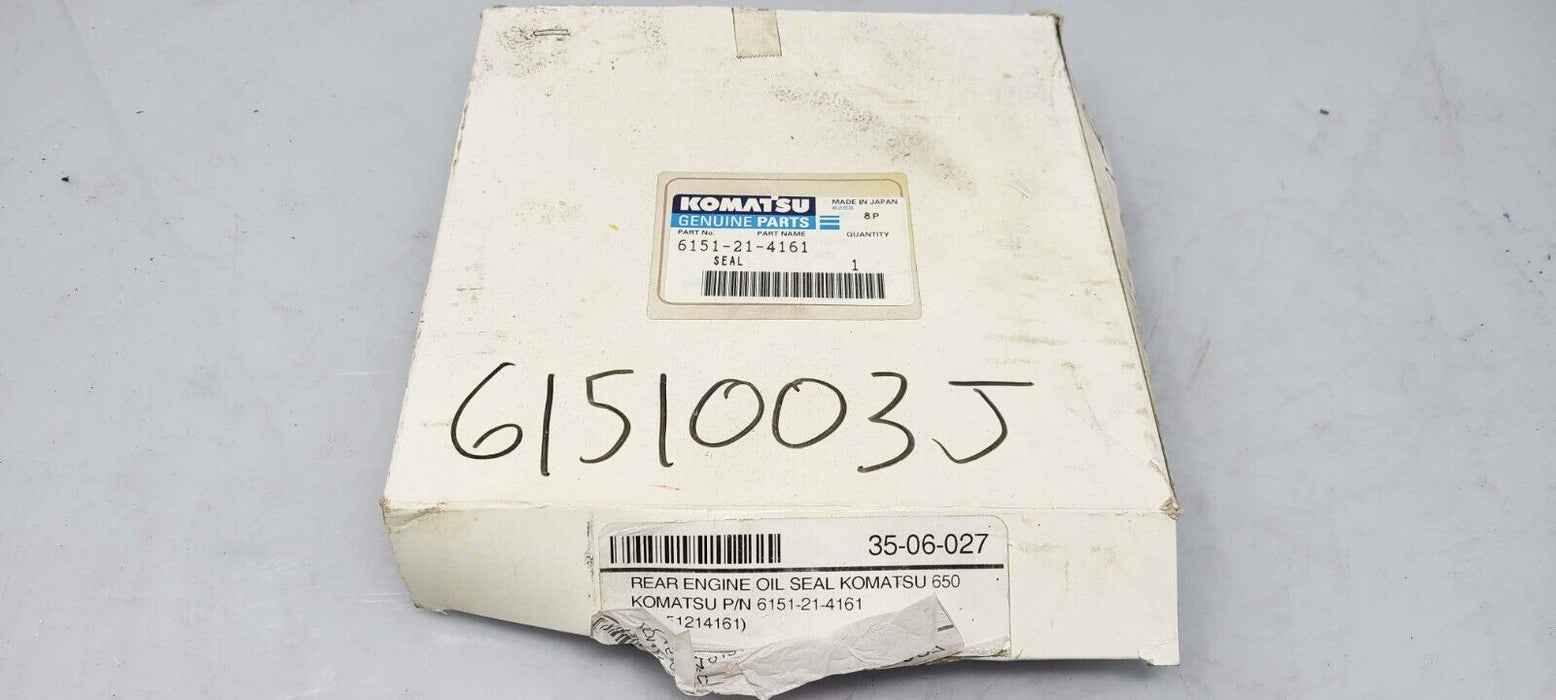 KOMATSU
MADE IN JAPAN
GENUINE PARTS
8P
PART No. PART NAME QUANTITY
6151-21-4161
SEAL 1
6151003J
35-06-027
REAR ENGINE OIL SEAL KOMATSU 650
KOMATSU P/N 6151-21-4161
51214161)